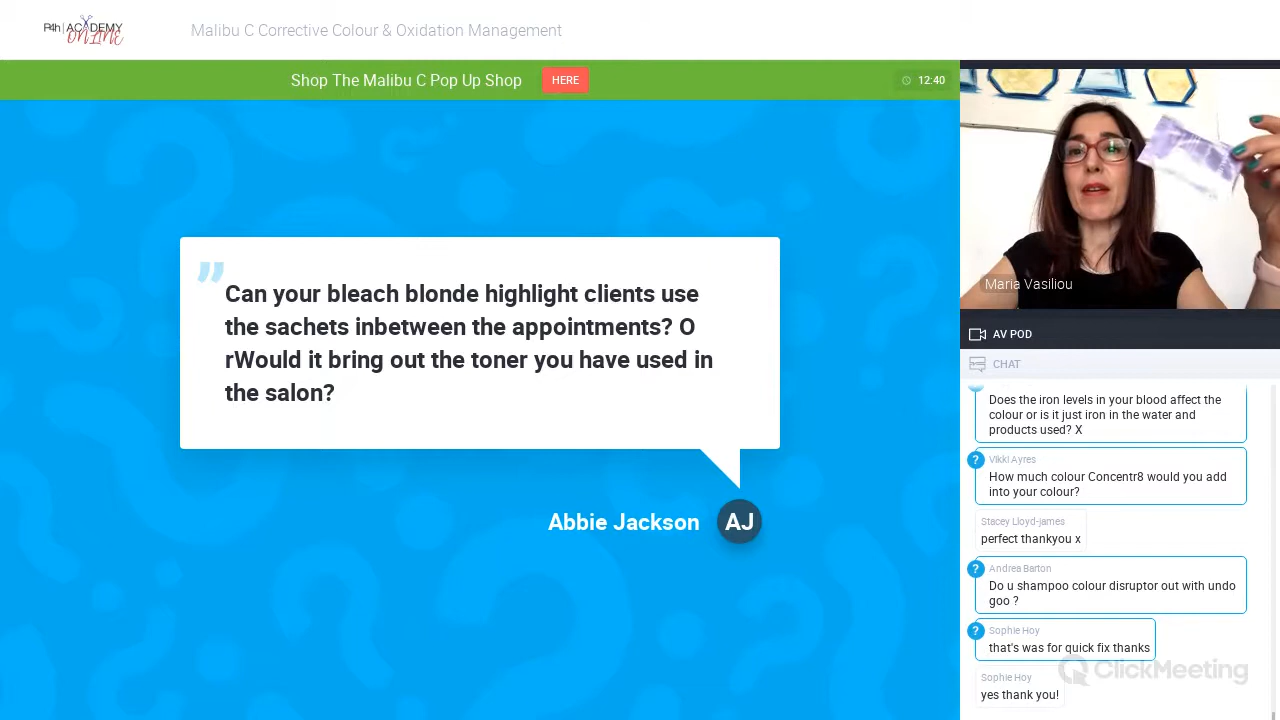 P4h ACADEMY
ONLINE
Malibu C Corrective Colour & Oxidation Management
Shop The Malibu C Pop Up Shop
HERE
12:40
Can your bleach blonde highlight clients use
the sachets inbetween the appointments? O
rWould it bring out the toner you have used in
the salon?
Abbie Jackson
AJ
Maria Vasiliou
AV POD
CHAT
Does the iron levels in your blood affect the
colour or is it just iron in the water and
products used? X
?
Vikki Ayres
How much colour Concentr8 would you add
into your colour?
Stacey Lloyd-james
perfect thankyou x
?
Andrea Barton
Do u shampoo colour disruptor out with undo
goo ?
?
Sophie Hoy
that's was for quick fix thanks
ClickMeeting
Sophie Hoy
yes thank you!